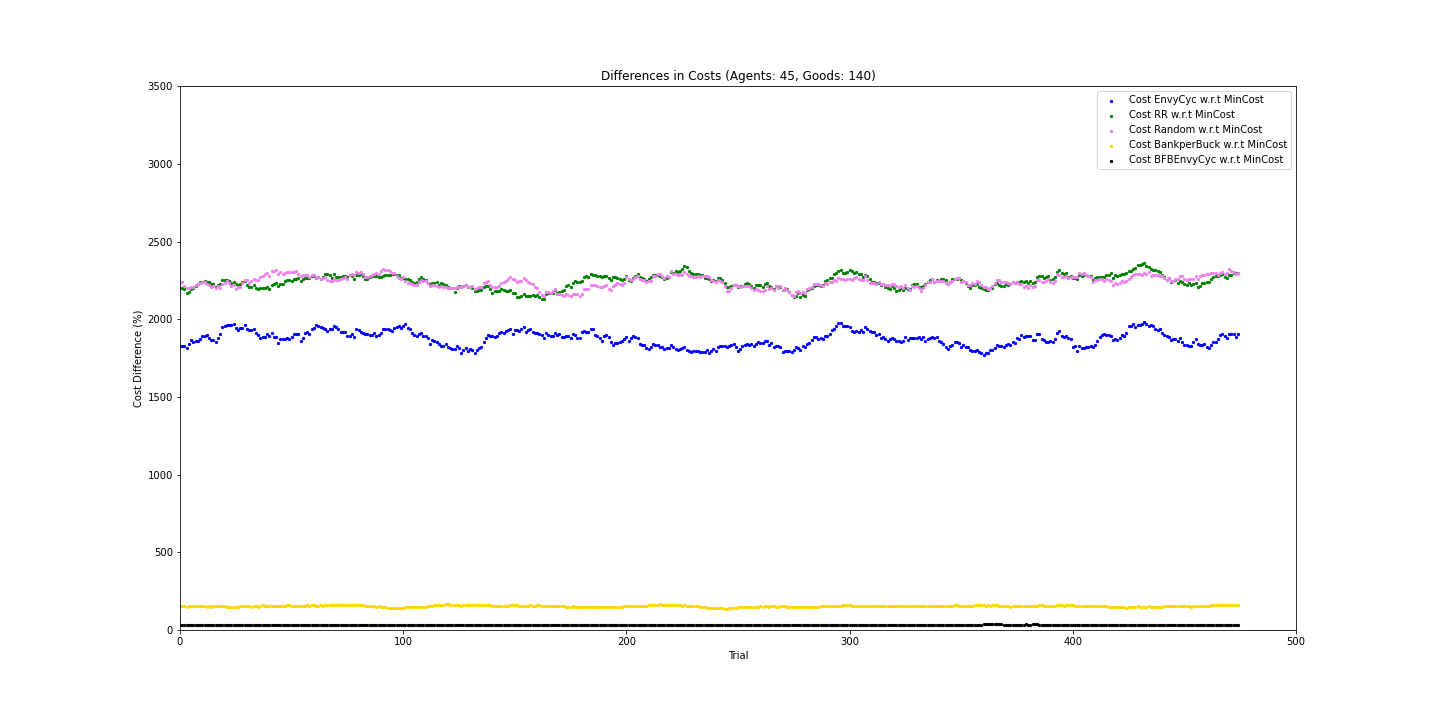 Differences in Costs (Agents: 45, Goods: 140)
3500
3000
2500
2000
1500
1000
500
0
Cost Difference (%)
Cost EnvyCyc w.r.t MinCost
Cost RR w.r.t MinCost
Cost Random w.r.t MinCost
Cost BankperBuck w.r.t MinCost
Cost BFBEnvyCyc w.r.t MinCost
0 100 200 300 400 500
Trial